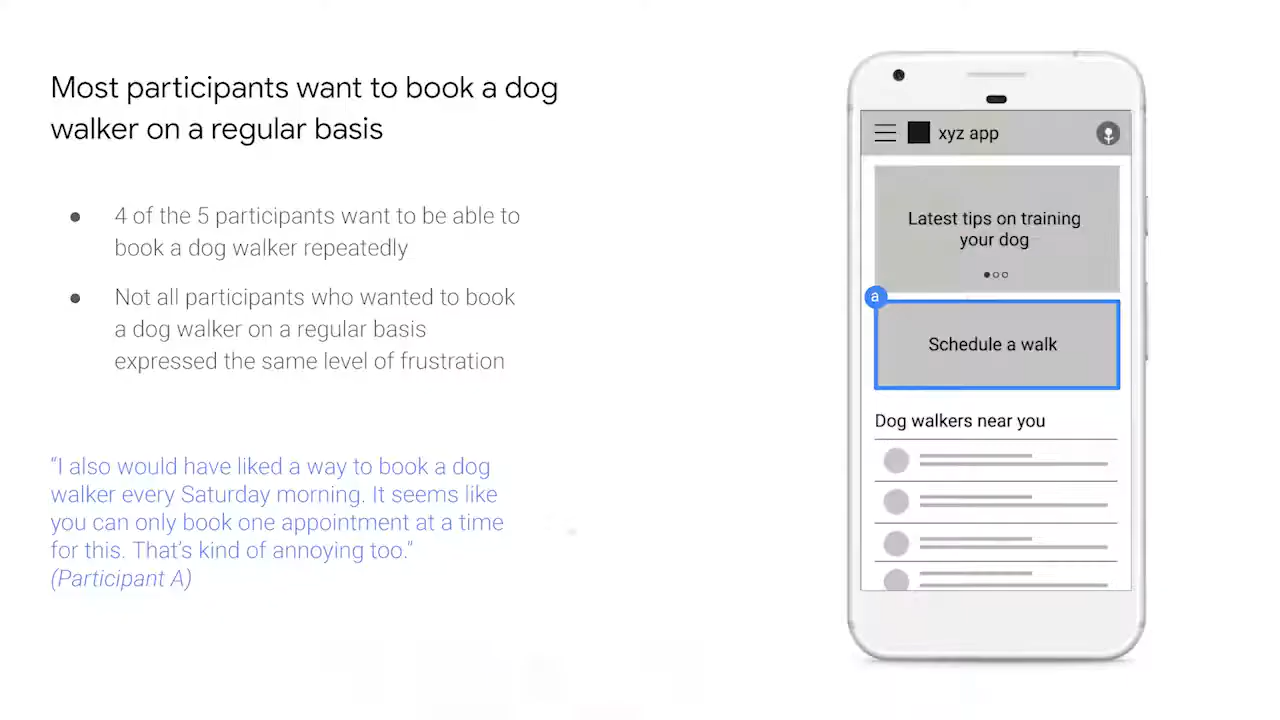 Most participants want to book a dog
walker on a regular basis
● 4 of the 5 participants want to be able to
book a dog walker repeatedly
● Not all participants who wanted to book
a dog walker on a regular basis
expressed the same level of frustration
“I also would have liked a way to book a dog
walker every Saturday morning. It seems like
you can only book one appointment at a time
for this. That’s kind of annoying too.”
(Participant A)
xyz app
Latest tips on training
your dog
a
Schedule a walk
Dog walkers near you